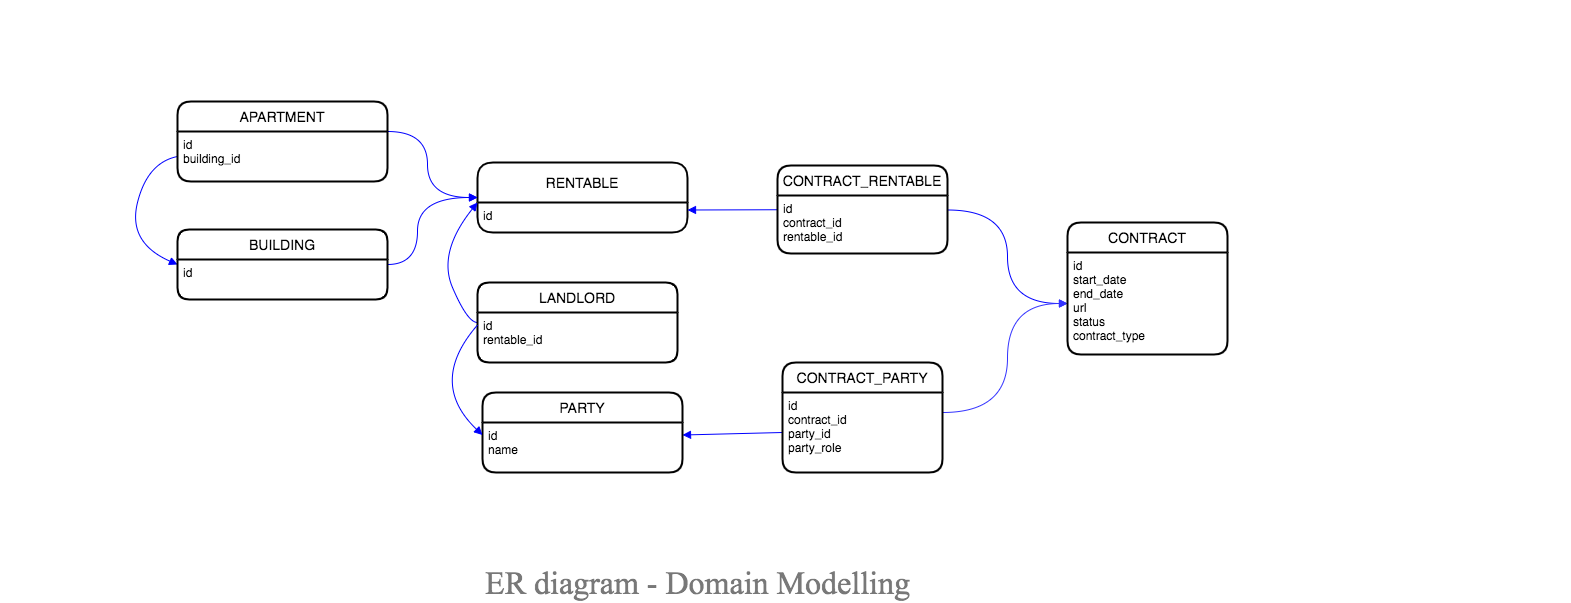 APARTMENT
id
building_id
BUILDING
id
RENTABLE
id
LANDLORD
id
rentable_id
PARTY
id
name
CONTRACT_RENTABLE
id
contract_id
rentable_id
CONTRACT_PARTY
id
contract_id
party_id
party_role
CONTRACT
id
start_date
end_date
url
status
contract_type
ER diagram - Domain Modelling